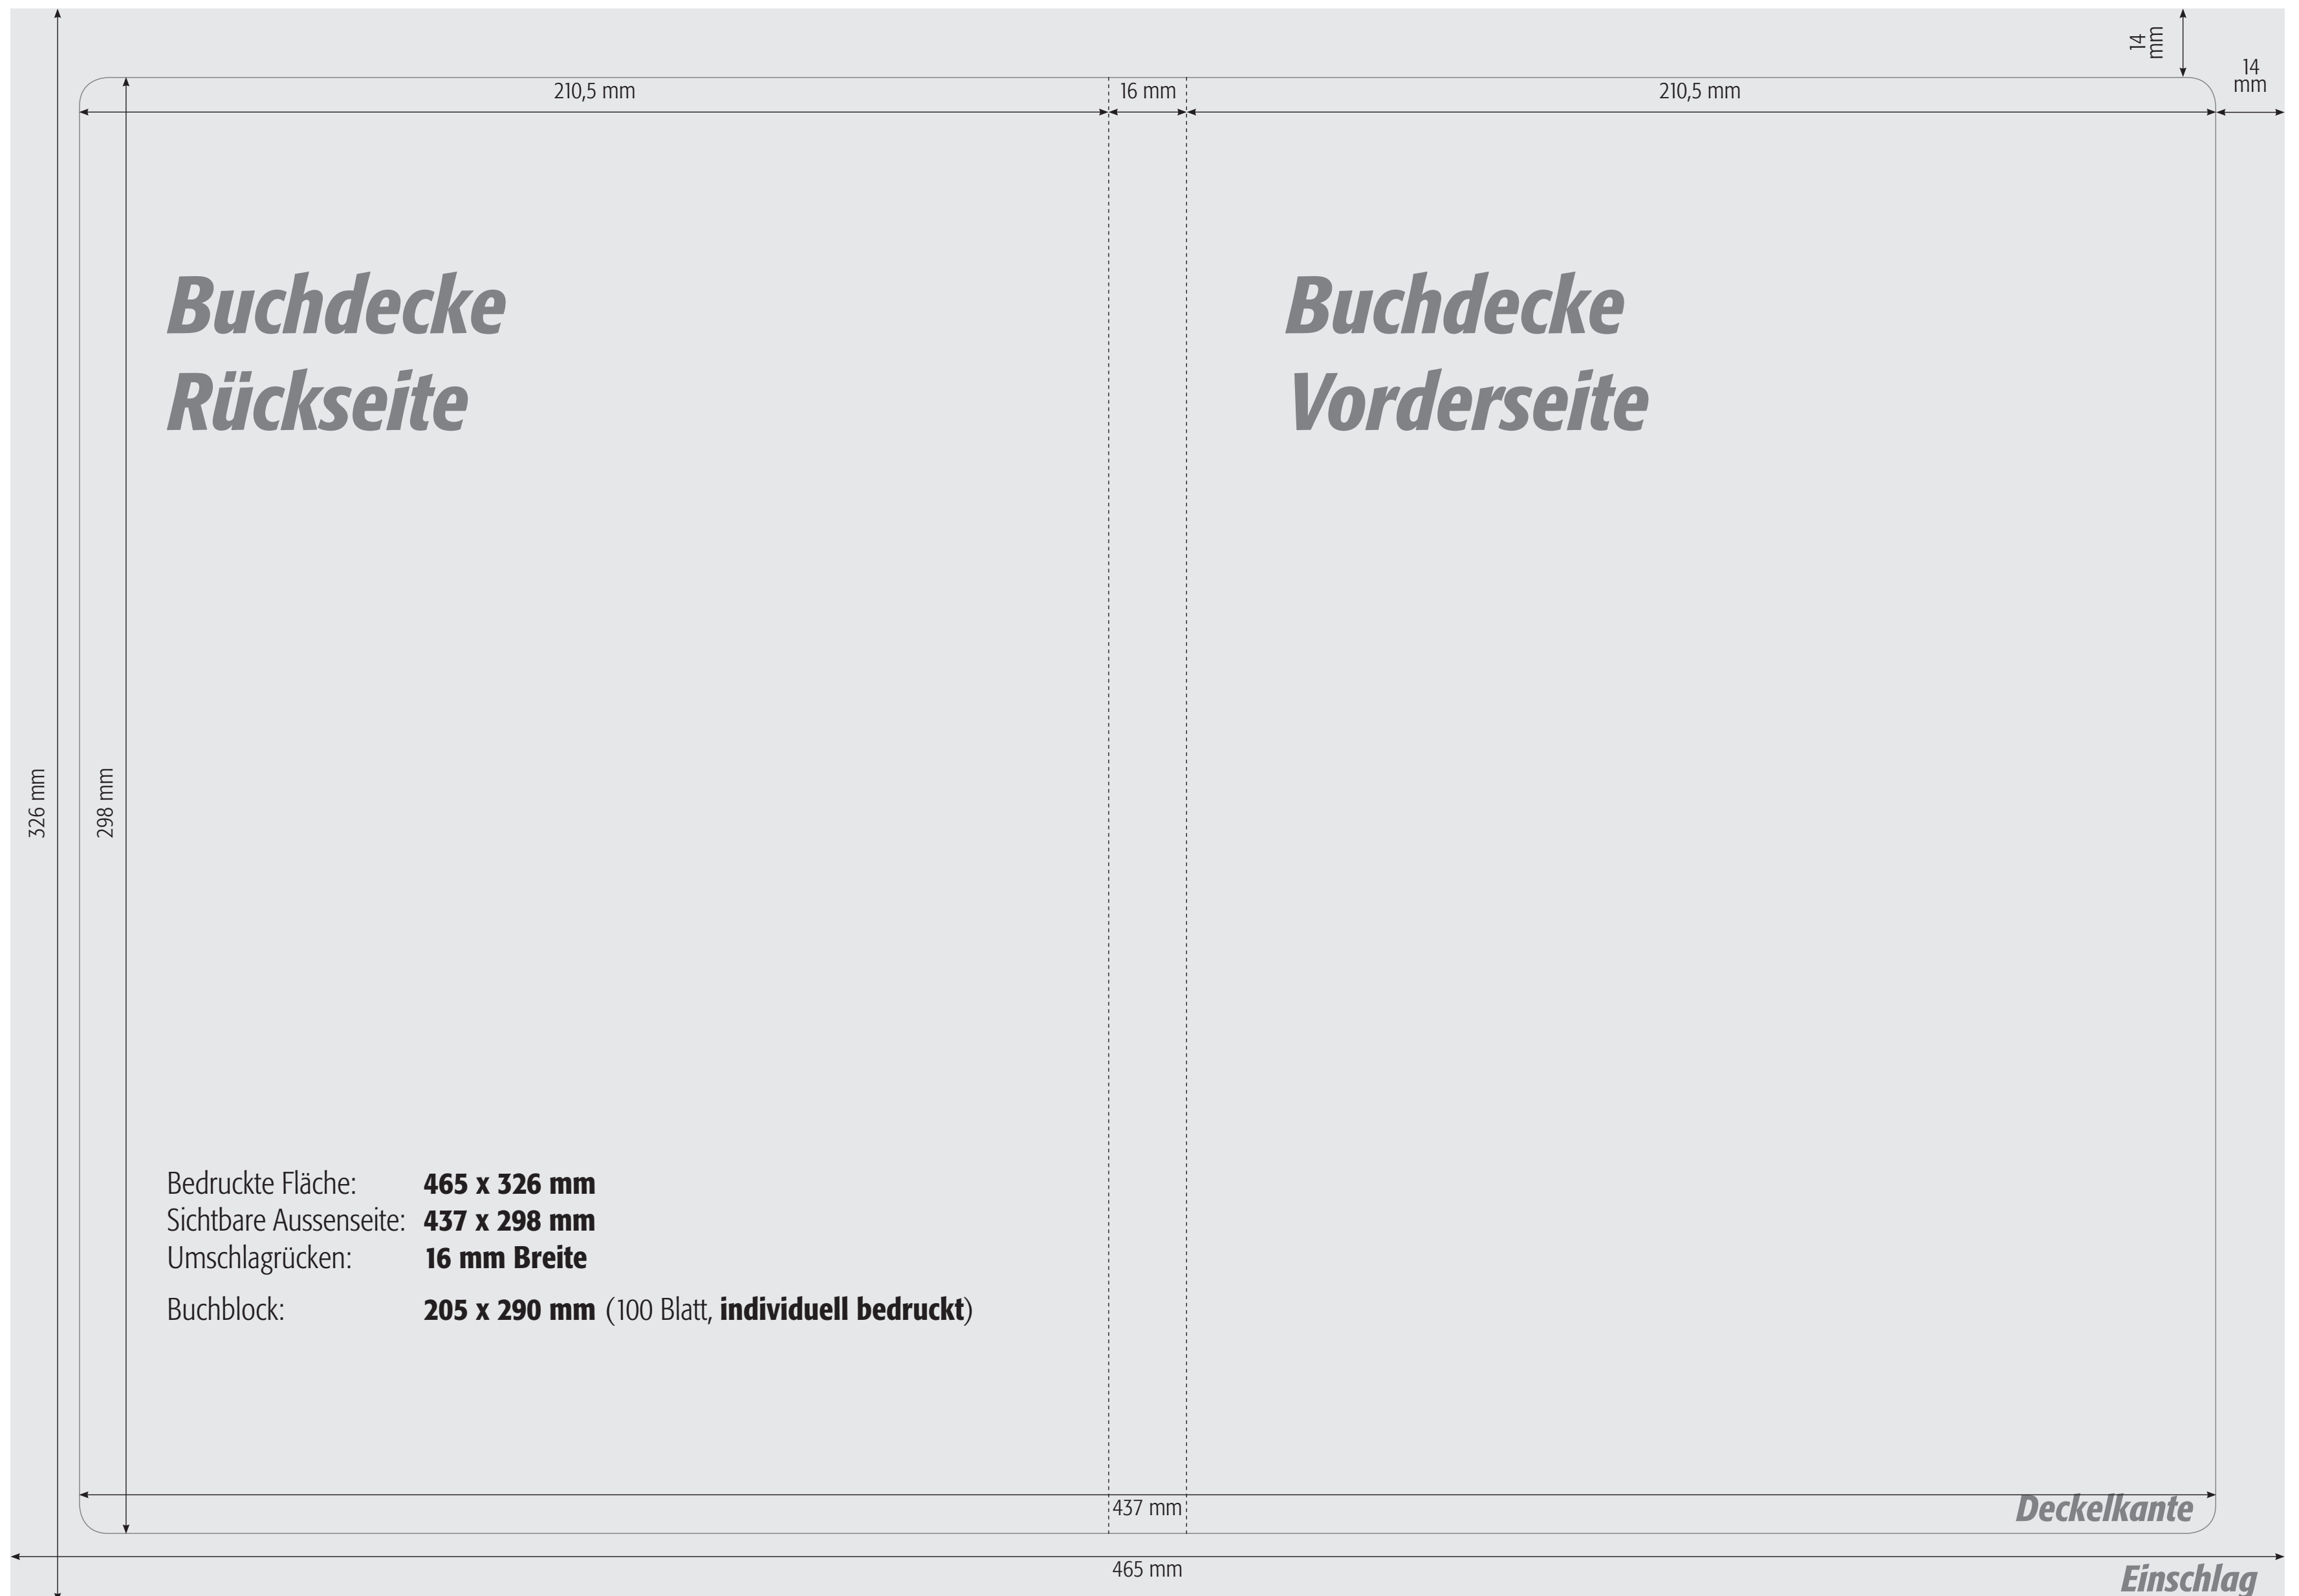 14
mm
14
mm
210,5 mm
16 mm
210,5 mm
Buchdecke
Rückseite
Buchdecke
Vorderseite
326 mm
298 mm
Bedruckte Fläche: 465 x 326 mm
Sichtbare Aussenseite: 437 x 298 mm
Umschlagrücken: 16 mm Breite
Buchblock: 205 x 290 mm (100 Blatt, individuell bedruckt)
437 mm
Deckelkante
465 mm
Einschlag